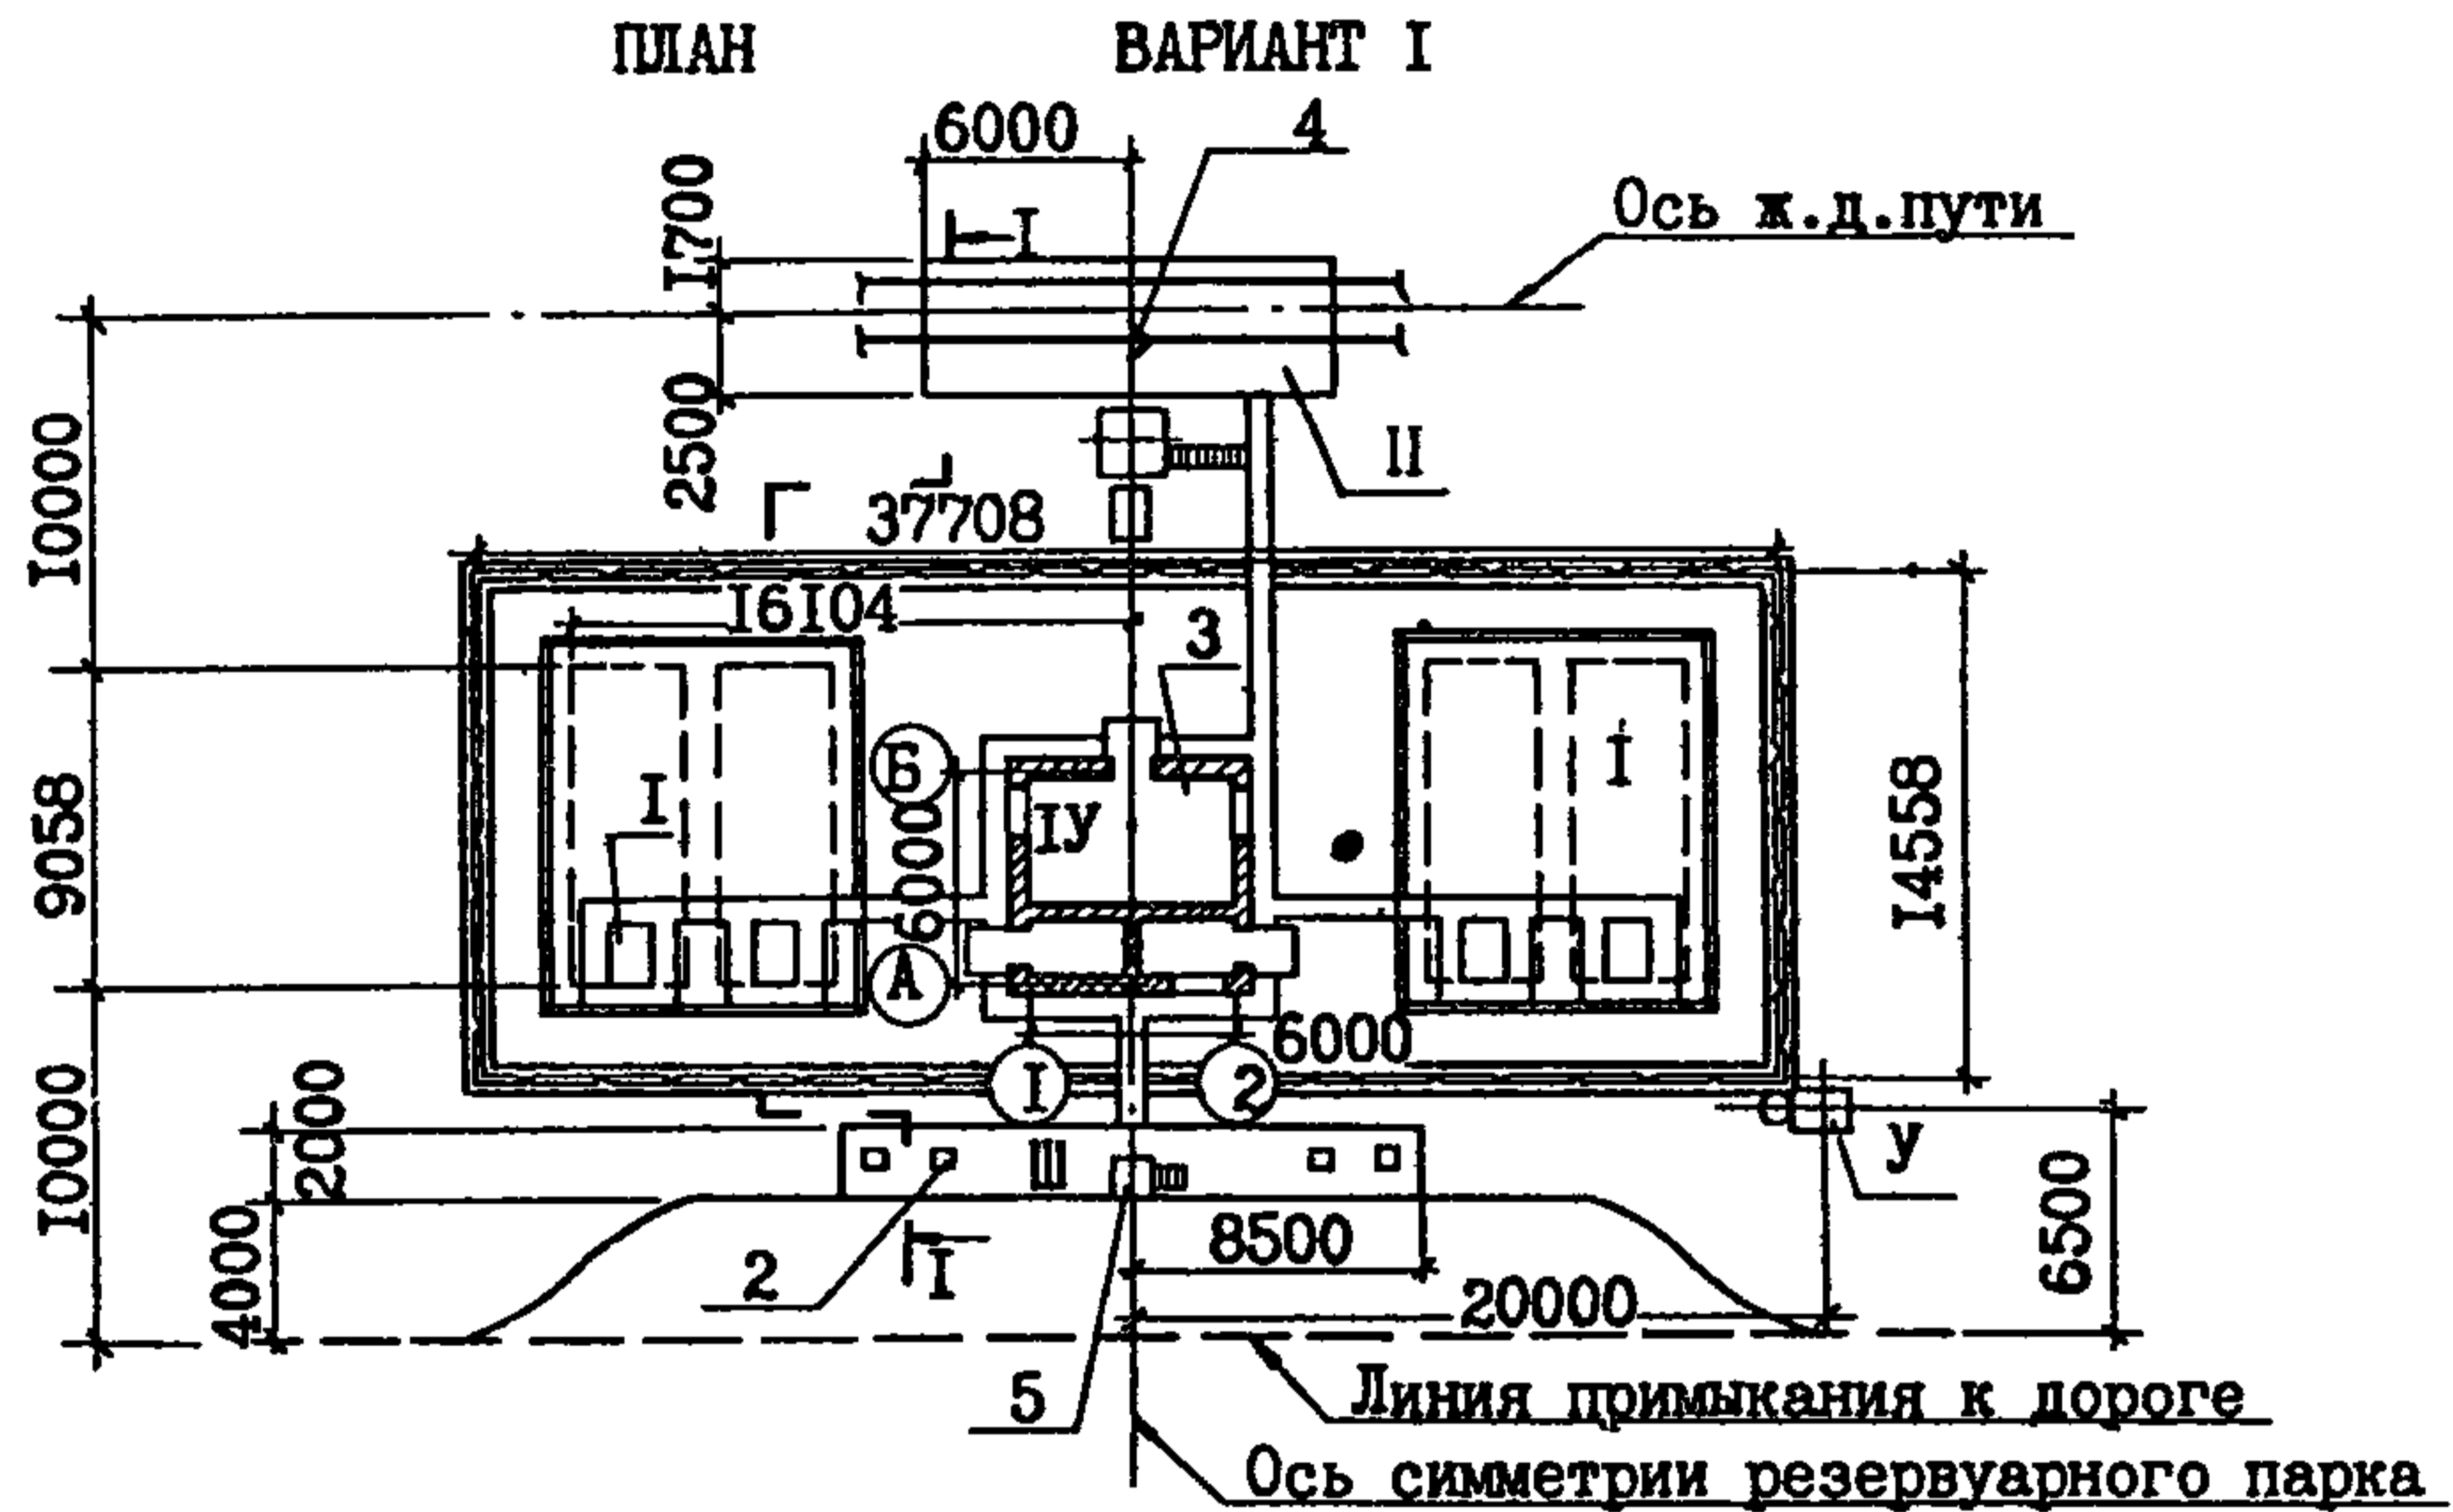 ПЛАН ВАРИАНТ I
6000 4
I1700
Ось ж.д.пути
I
2500
II
I0000
37708
I6I04
3
Б
I
IУ
I
9058
6000
I4558
А
6000
I 2
I0000
2000
Ш
У
4000
8500
6500
2
I
20000
5
Линия примыкания к дороге
Ось симметрии резервуарного парка